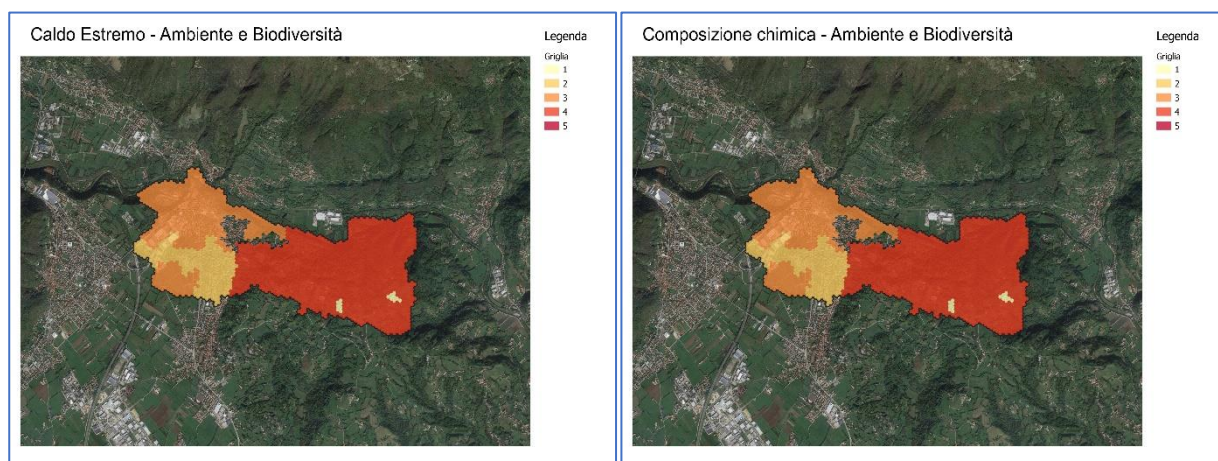 Caldo Estremo - Ambiente e Biodiversità
Legenda
Griglia
1
2
3
4
5
Composizione chimica - Ambiente e Biodiversità
Legenda
Griglia
1
2
3
4
5